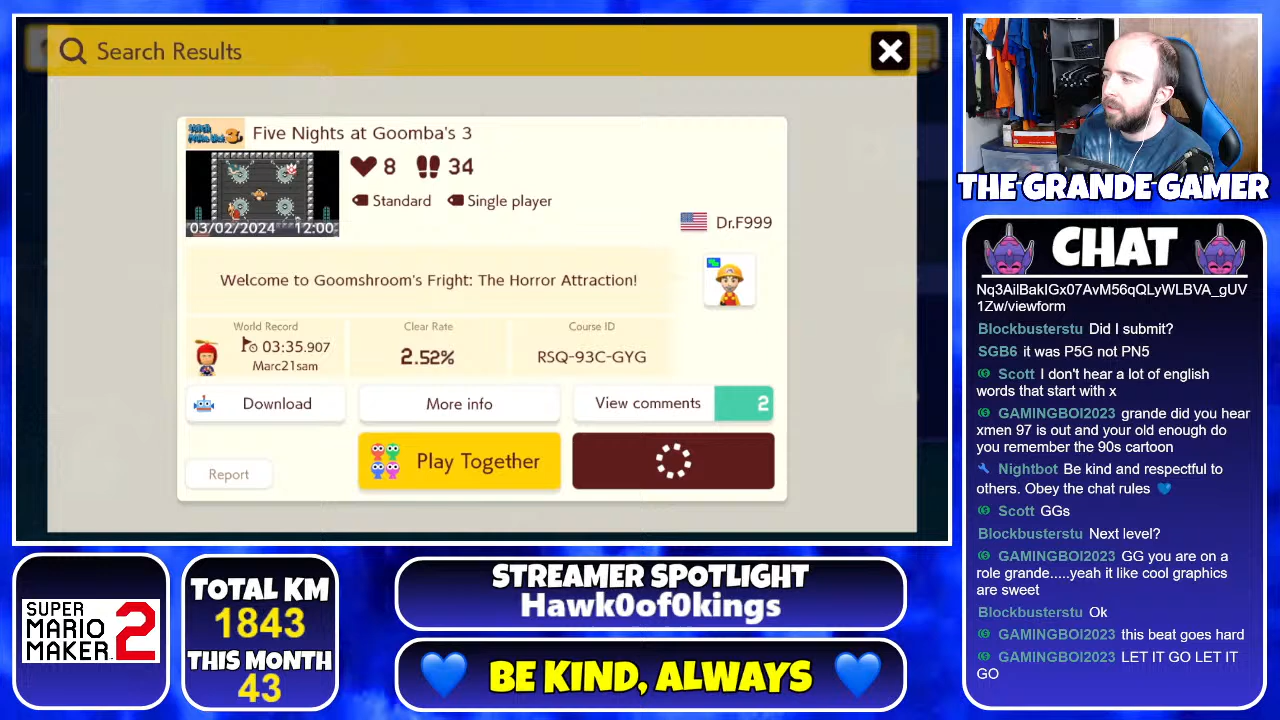 Search Results
SUPER MARIO BROS. 3
Five Nights at Goomba's 3
8
34
Standard
Single player
03/02/2024 12:00
Dr.F999
Welcome to Goomshroom's Fright: The Horror Attraction!
World Record
03:35.907
Marc21sam
Clear Rate
2.52%
Course ID
RSQ-93C-GYG
Download
More info
View comments
2
Report
Play Together
THE GRANDE GAMER
CHAT
Nq3AilBakIGx07AvM56qQLyWLBVA_gUV
1Zw/viewform
Blockbusterstu Did I submit?
SGB6 it was P5G not PN5
Scott I don't hear a lot of english
words that start with x
GAMINGBOI2023 grande did you hear
xmen 97 is out and your old enough do
you remember the 90s cartoon
Nightbot Be kind and respectful to
others. Obey the chat rules
Scott GGs
Blockbusterstu Next level?
GAMINGBOI2023 GG you are on a
role grande.....yeah it like cool graphics
are sweet
Blockbusterstu Ok
GAMINGBOI2023 this beat goes hard
GAMINGBOI2023 LET IT GO LET IT
GO
SUPER
MARIO
MAKER 2
TOTAL KM
1843
THIS MONTH
43
STREAMER SPOTLIGHT
Hawk0of0kings
BE KIND, ALWAYS